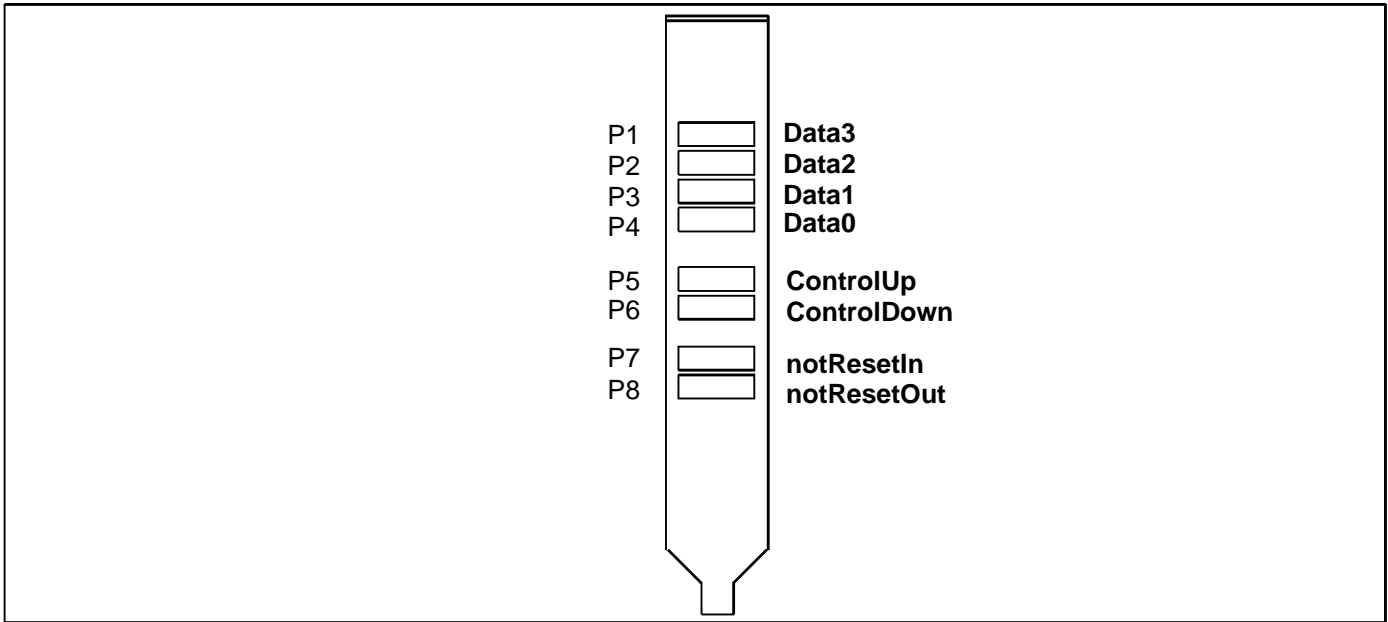 P1 Data3
P2 Data2
P3 Data1
P4 Data0
P5 ControlUp
P6 ControlDown
P7 notResetIn
P8 notResetOut